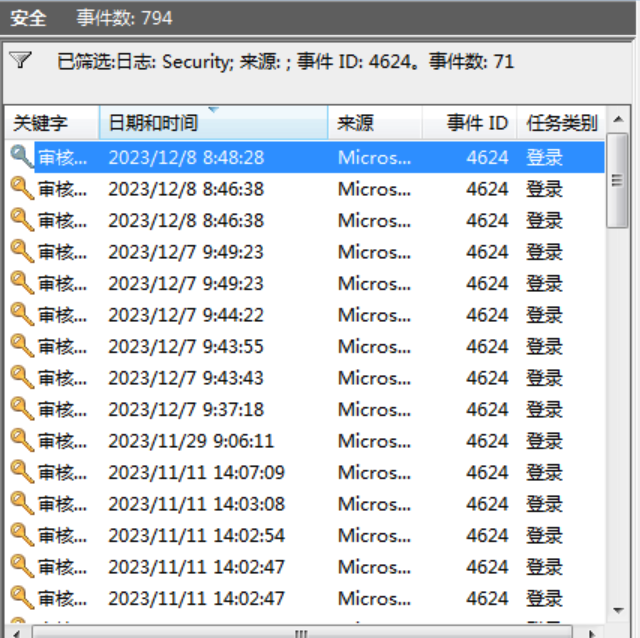 安全 事件数: 794
已筛选:日志: Security; 来源: ; 事件 ID: 4624。事件数: 71
关键字 日期和时间 来源 事件 ID 任务类别
审核... 2023/12/8 8:48:28 Micros... 4624 登录
审核... 2023/12/8 8:46:38 Micros... 4624 登录
审核... 2023/12/8 8:46:38 Micros... 4624 登录
审核... 2023/12/7 9:49:23 Micros... 4624 登录
审核... 2023/12/7 9:49:23 Micros... 4624 登录
审核... 2023/12/7 9:44:22 Micros... 4624 登录
审核... 2023/12/7 9:43:55 Micros... 4624 登录
审核... 2023/12/7 9:43:43 Micros... 4624 登录
审核... 2023/12/7 9:37:18 Micros... 4624 登录
审核... 2023/11/29 9:06:11 Micros... 4624 登录
审核... 2023/11/11 14:07:09 Micros... 4624 登录
审核... 2023/11/11 14:03:08 Micros... 4624 登录
审核... 2023/11/11 14:02:54 Micros... 4624 登录
审核... 2023/11/11 14:02:47 Micros... 4624 登录
审核... 2023/11/11 14:02:47 Micros... 4624 登录